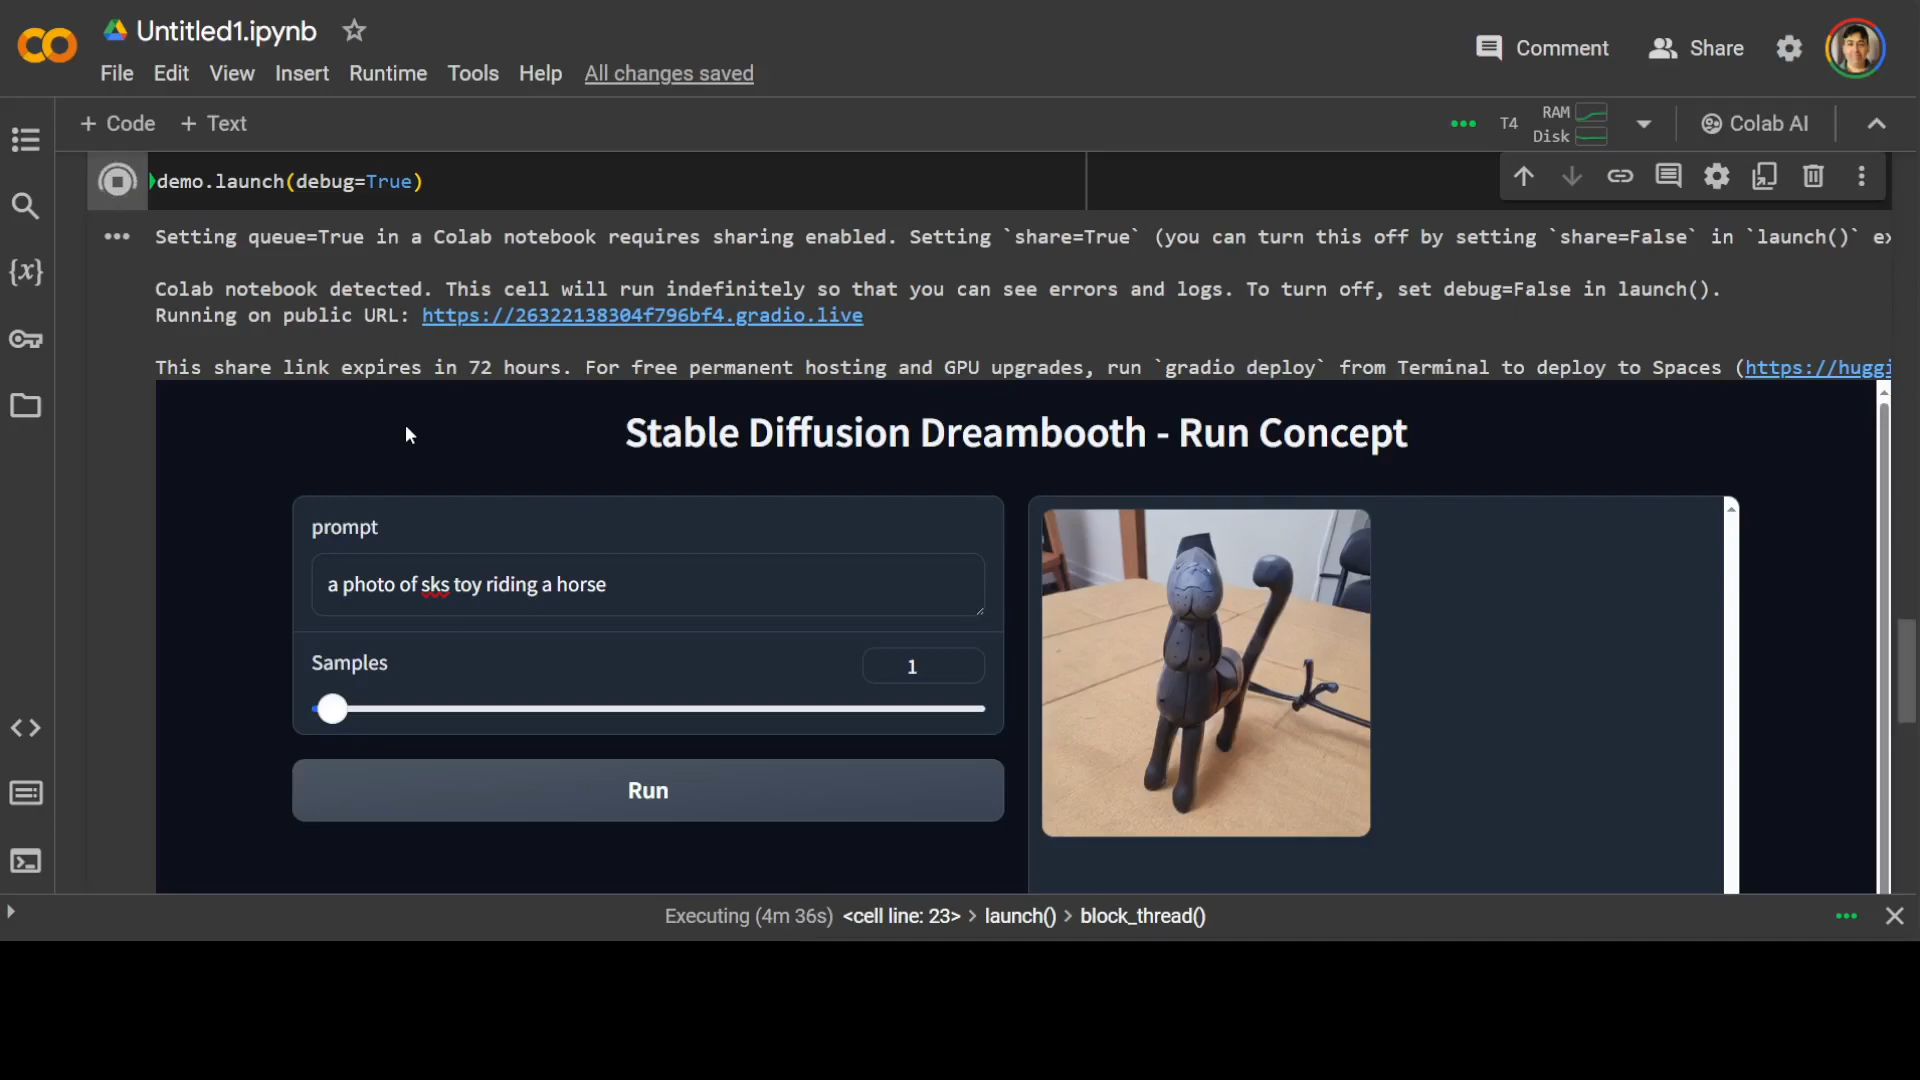 Untitled1.ipynb
Comment
Share
File Edit View Insert Runtime Tools Help All changes saved
+ Code + Text
T4
RAM
Disk
Colab AI
demo.launch(debug=True)
Setting queue=True in a Colab notebook requires sharing enabled. Setting `share=True` (you can turn this off by setting `share=False` in `launch()` ex
Colab notebook detected. This cell will run indefinitely so that you can see errors and logs. To turn off, set debug=False in launch().
Running on public URL: https://26322138304f796bf4.gradio.live
This share link expires in 72 hours. For free permanent hosting and GPU upgrades, run `gradio deploy` from Terminal to deploy to Spaces (https://huggi
Stable Diffusion Dreambooth - Run Concept
prompt
a photo of sks toy riding a horse
Samples
1
Run
Executing (4m 36s) <cell line: 23> > launch() > block_thread()